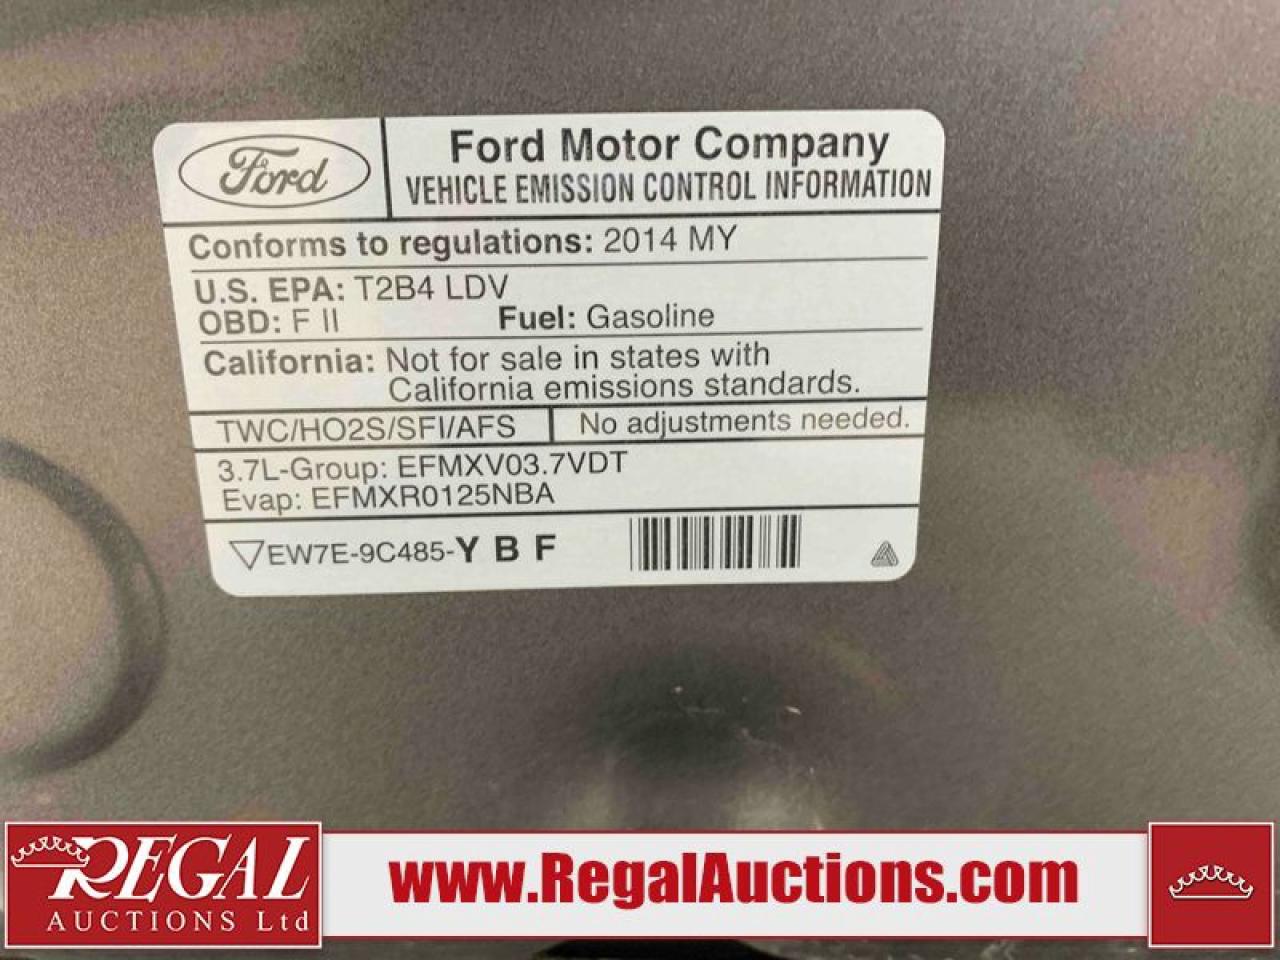 Ford
Ford Motor Company
VEHICLE EMISSION CONTROL INFORMATION
Conforms to regulations: 2014 MY
U.S. EPA: T2B4 LDV
OBD: F II Fuel: Gasoline
California: Not for sale in states with
California emissions standards.
TWC/HO2S/SFI/AFS No adjustments needed.
3.7L-Group: EFMXV03.7VDT
Evap: EFMXR0125NBA
EW7E-9C485-Y B F
REGAL
AUCTIONS Ltd
www.RegalAuctions.com